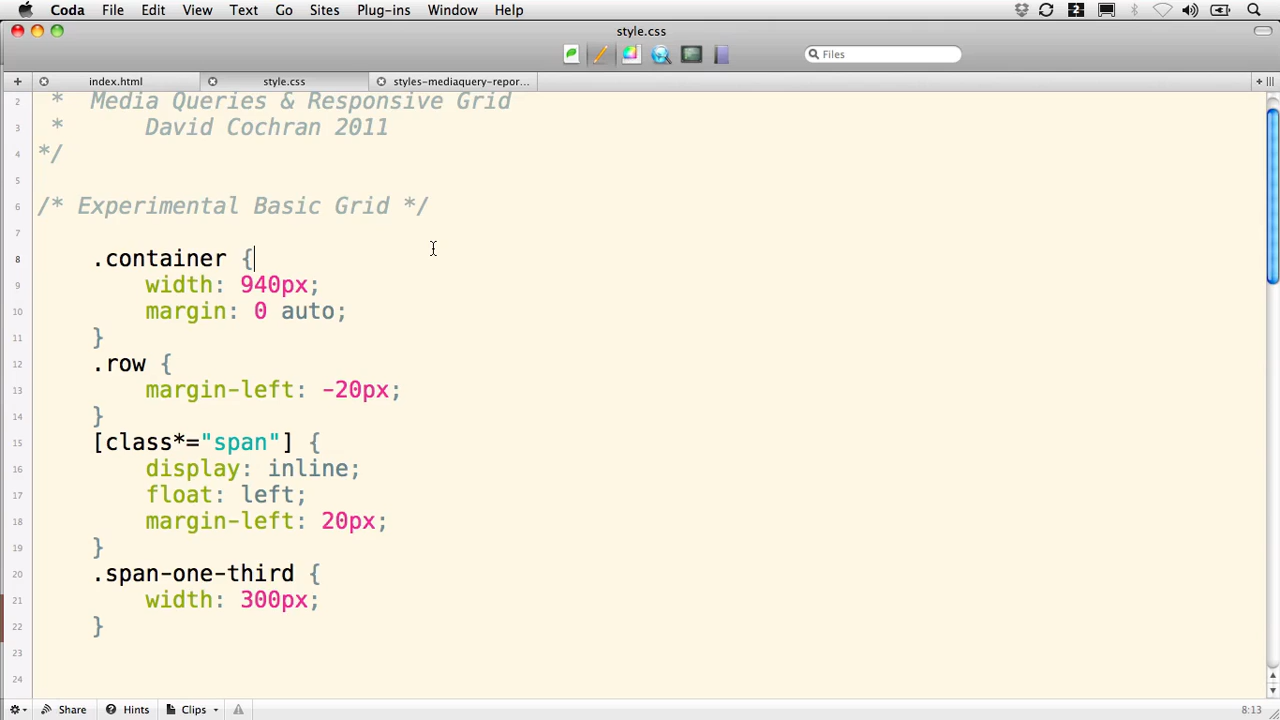 Coda File Edit View Text Go Sites Plug-ins Window Help
style.css
Files
+ index.html style.css styles-mediaquery-repor...
2 * Media Queries & Responsive Grid
3 * David Cochran 2011
4 */
5
6 /* Experimental Basic Grid */
7
8 .container {
9 width: 940px;
10 margin: 0 auto;
11 }
12 .row {
13 margin-left: -20px;
14 }
15 [class*="span"] {
16 display: inline;
17 float: left;
18 margin-left: 20px;
19 }
20 .span-one-third {
21 width: 300px;
22 }
23
24
Share Hints Clips 8:13